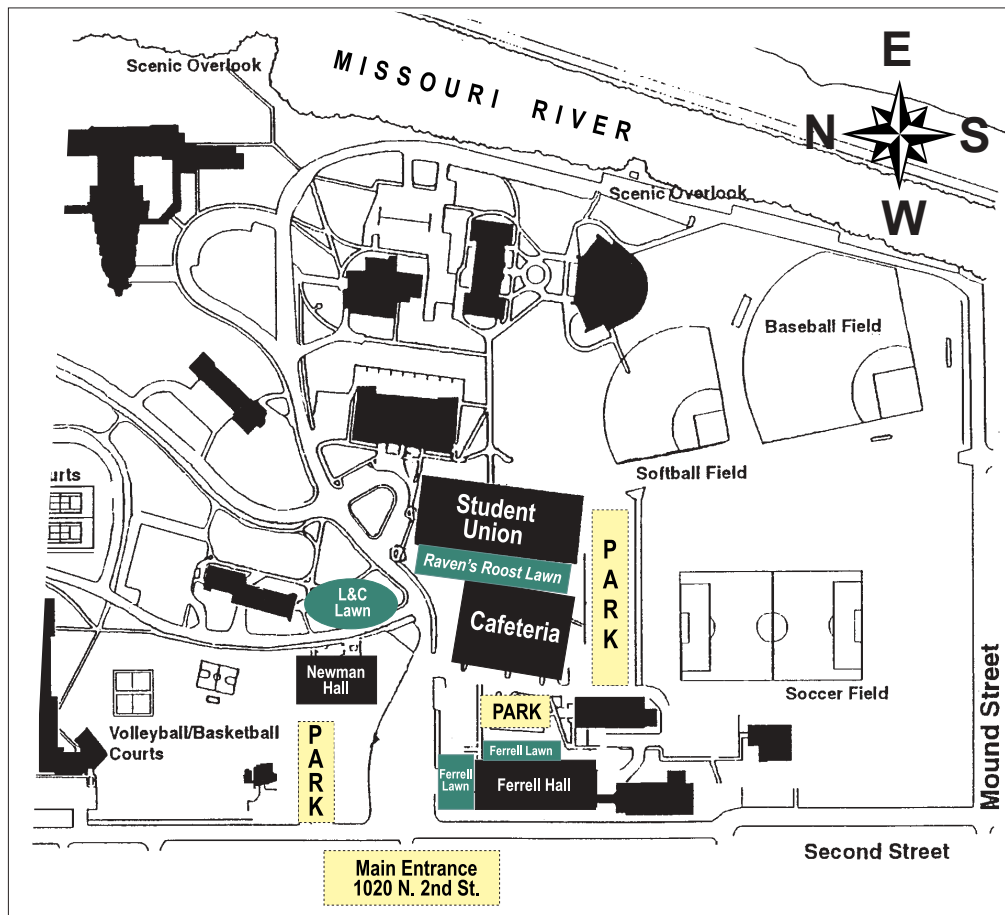 E
Scenic Overlook
MISSOURI RIVER
N
S
Scenic Overlook
W
Baseball Field
Softball Field
urts
Student
Union
Raven's Roost Lawn
PARK
L&C
Lawn
Cafeteria
Newman
Hall
Soccer Field
PARK
Volleyball/Basketball
Courts
PARK
Ferrell Lawn
Ferrell
Lawn
Ferrell Hall
Mound Street
Second Street
Main Entrance
1020 N. 2nd St.